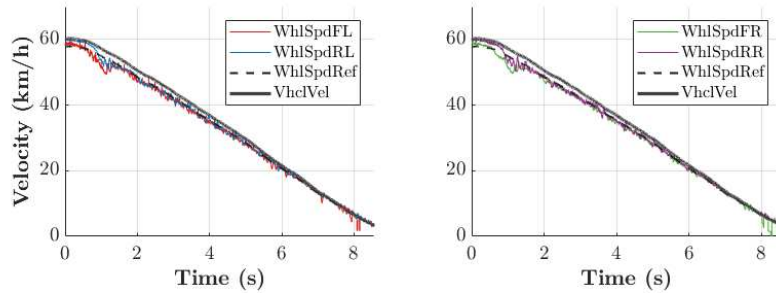 WhlSpdFL
WhlSpdRL
WhlSpdRef
VhclVel
60
40
20
0
0 2 4 6 8
Time (s)
Velocity (km/h)
WhlSpdFR
WhlSpdRR
WhlSpdRef
VhclVel
60
40
20
0
0 2 4 6 8
Time (s)